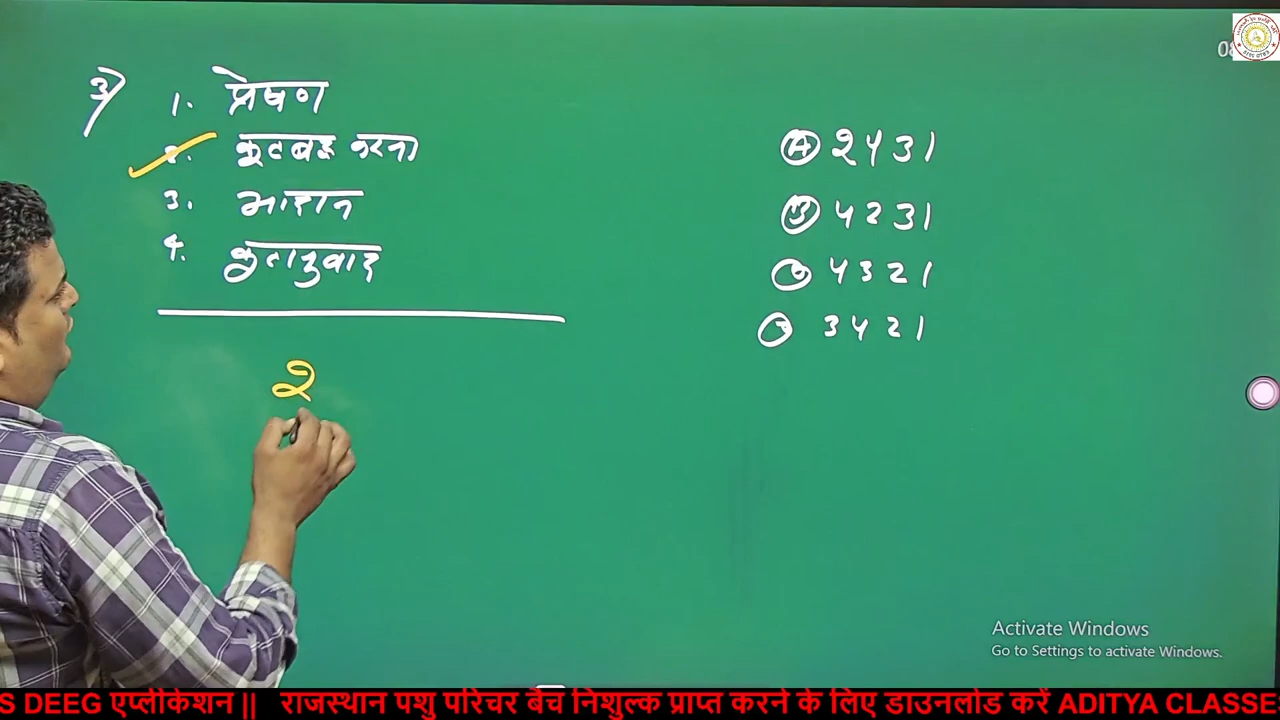 3)
1. प्रेषण
2. कूटबद्ध करना
3. आदान
4. कूटानुवाद
2
A 2431
B 4231
C 4321
D 3421
Activate Windows
Go to Settings to activate Windows.
S DEEG एप्लीकेशन || राजस्थान पशु परिचर बैच निशुल्क प्राप्त करने के लिए डाउनलोड करें ADITYA CLASSE